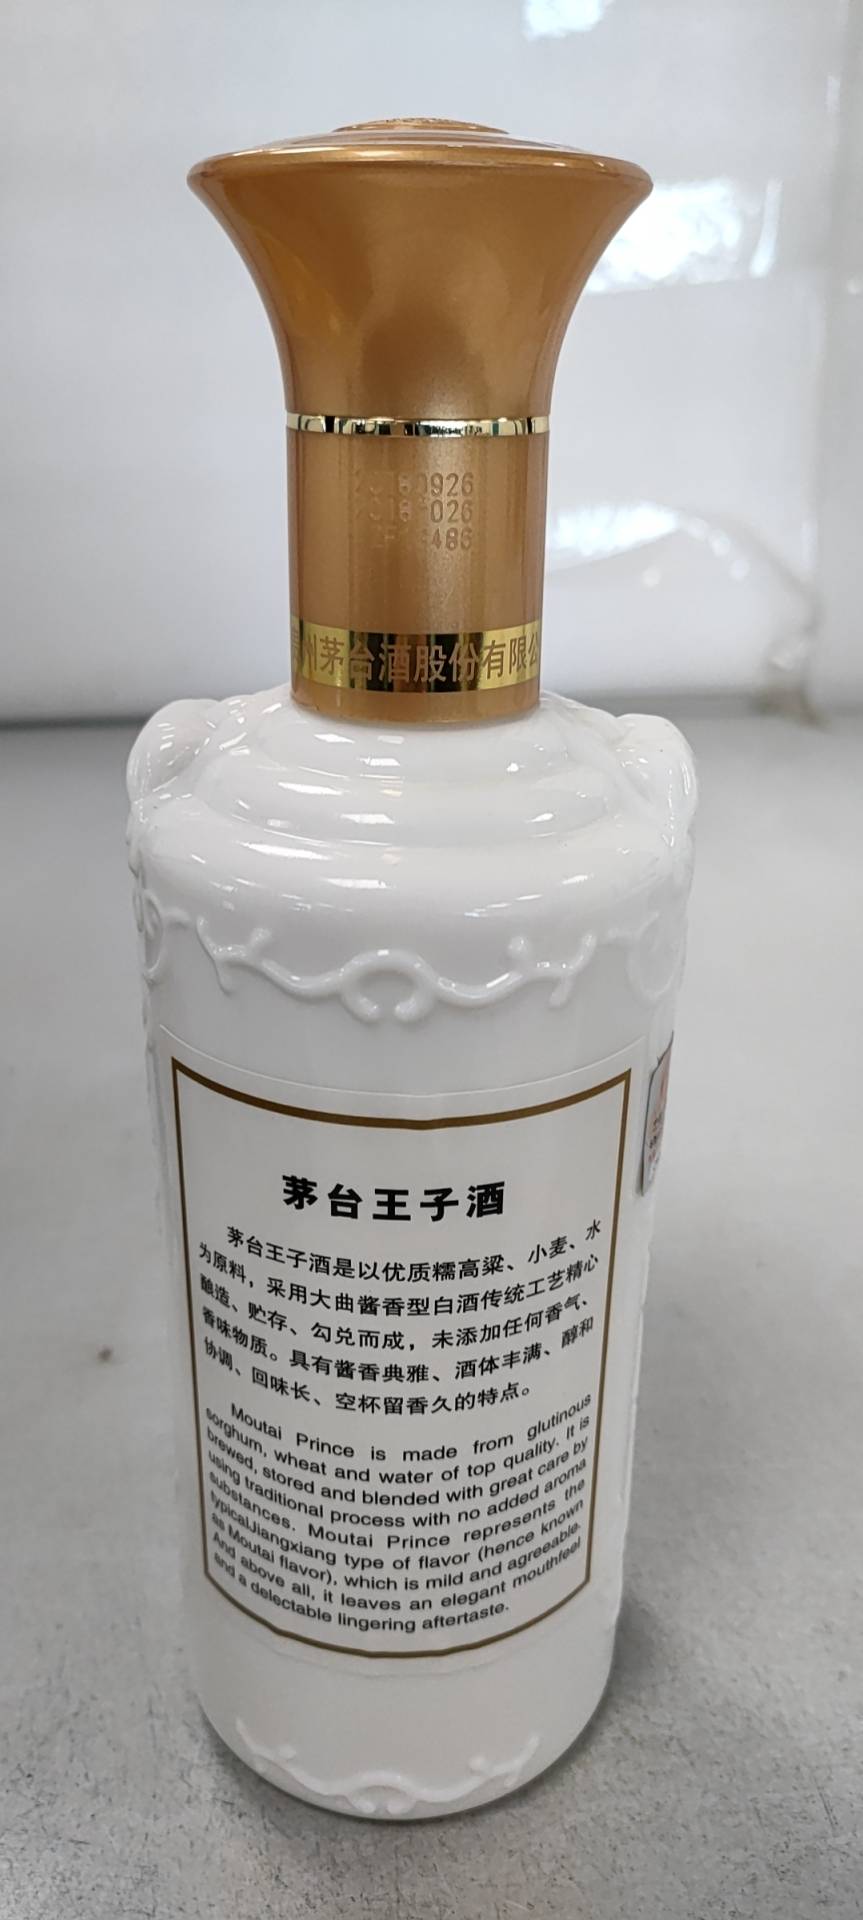 20180926
2018-026
486
州茅台酒股份有限公
茅台王子酒
茅台王子酒是以优质糯高粱、小麦、水
为原料，采用大曲酱香型白酒传统工艺精心
酿造、贮存、勾兑而成，未添加任何香气、
香味物质。具有酱香典雅、酒体丰满、醇和
协调、回味长、空杯留香久的特点。
Moutai Prince is made from glutinous
sorghum, wheat and water of top quality. It is
brewed, stored and blended with great care by
using traditional process with no added aroma
substances. Moutai Prince represents the
typicalJiangxiang type of flavor (hence known
as Moutai flavor), which is mild and agreeable.
And above all, it leaves an elegant mouthfeel
and a delectable lingering aftertaste.